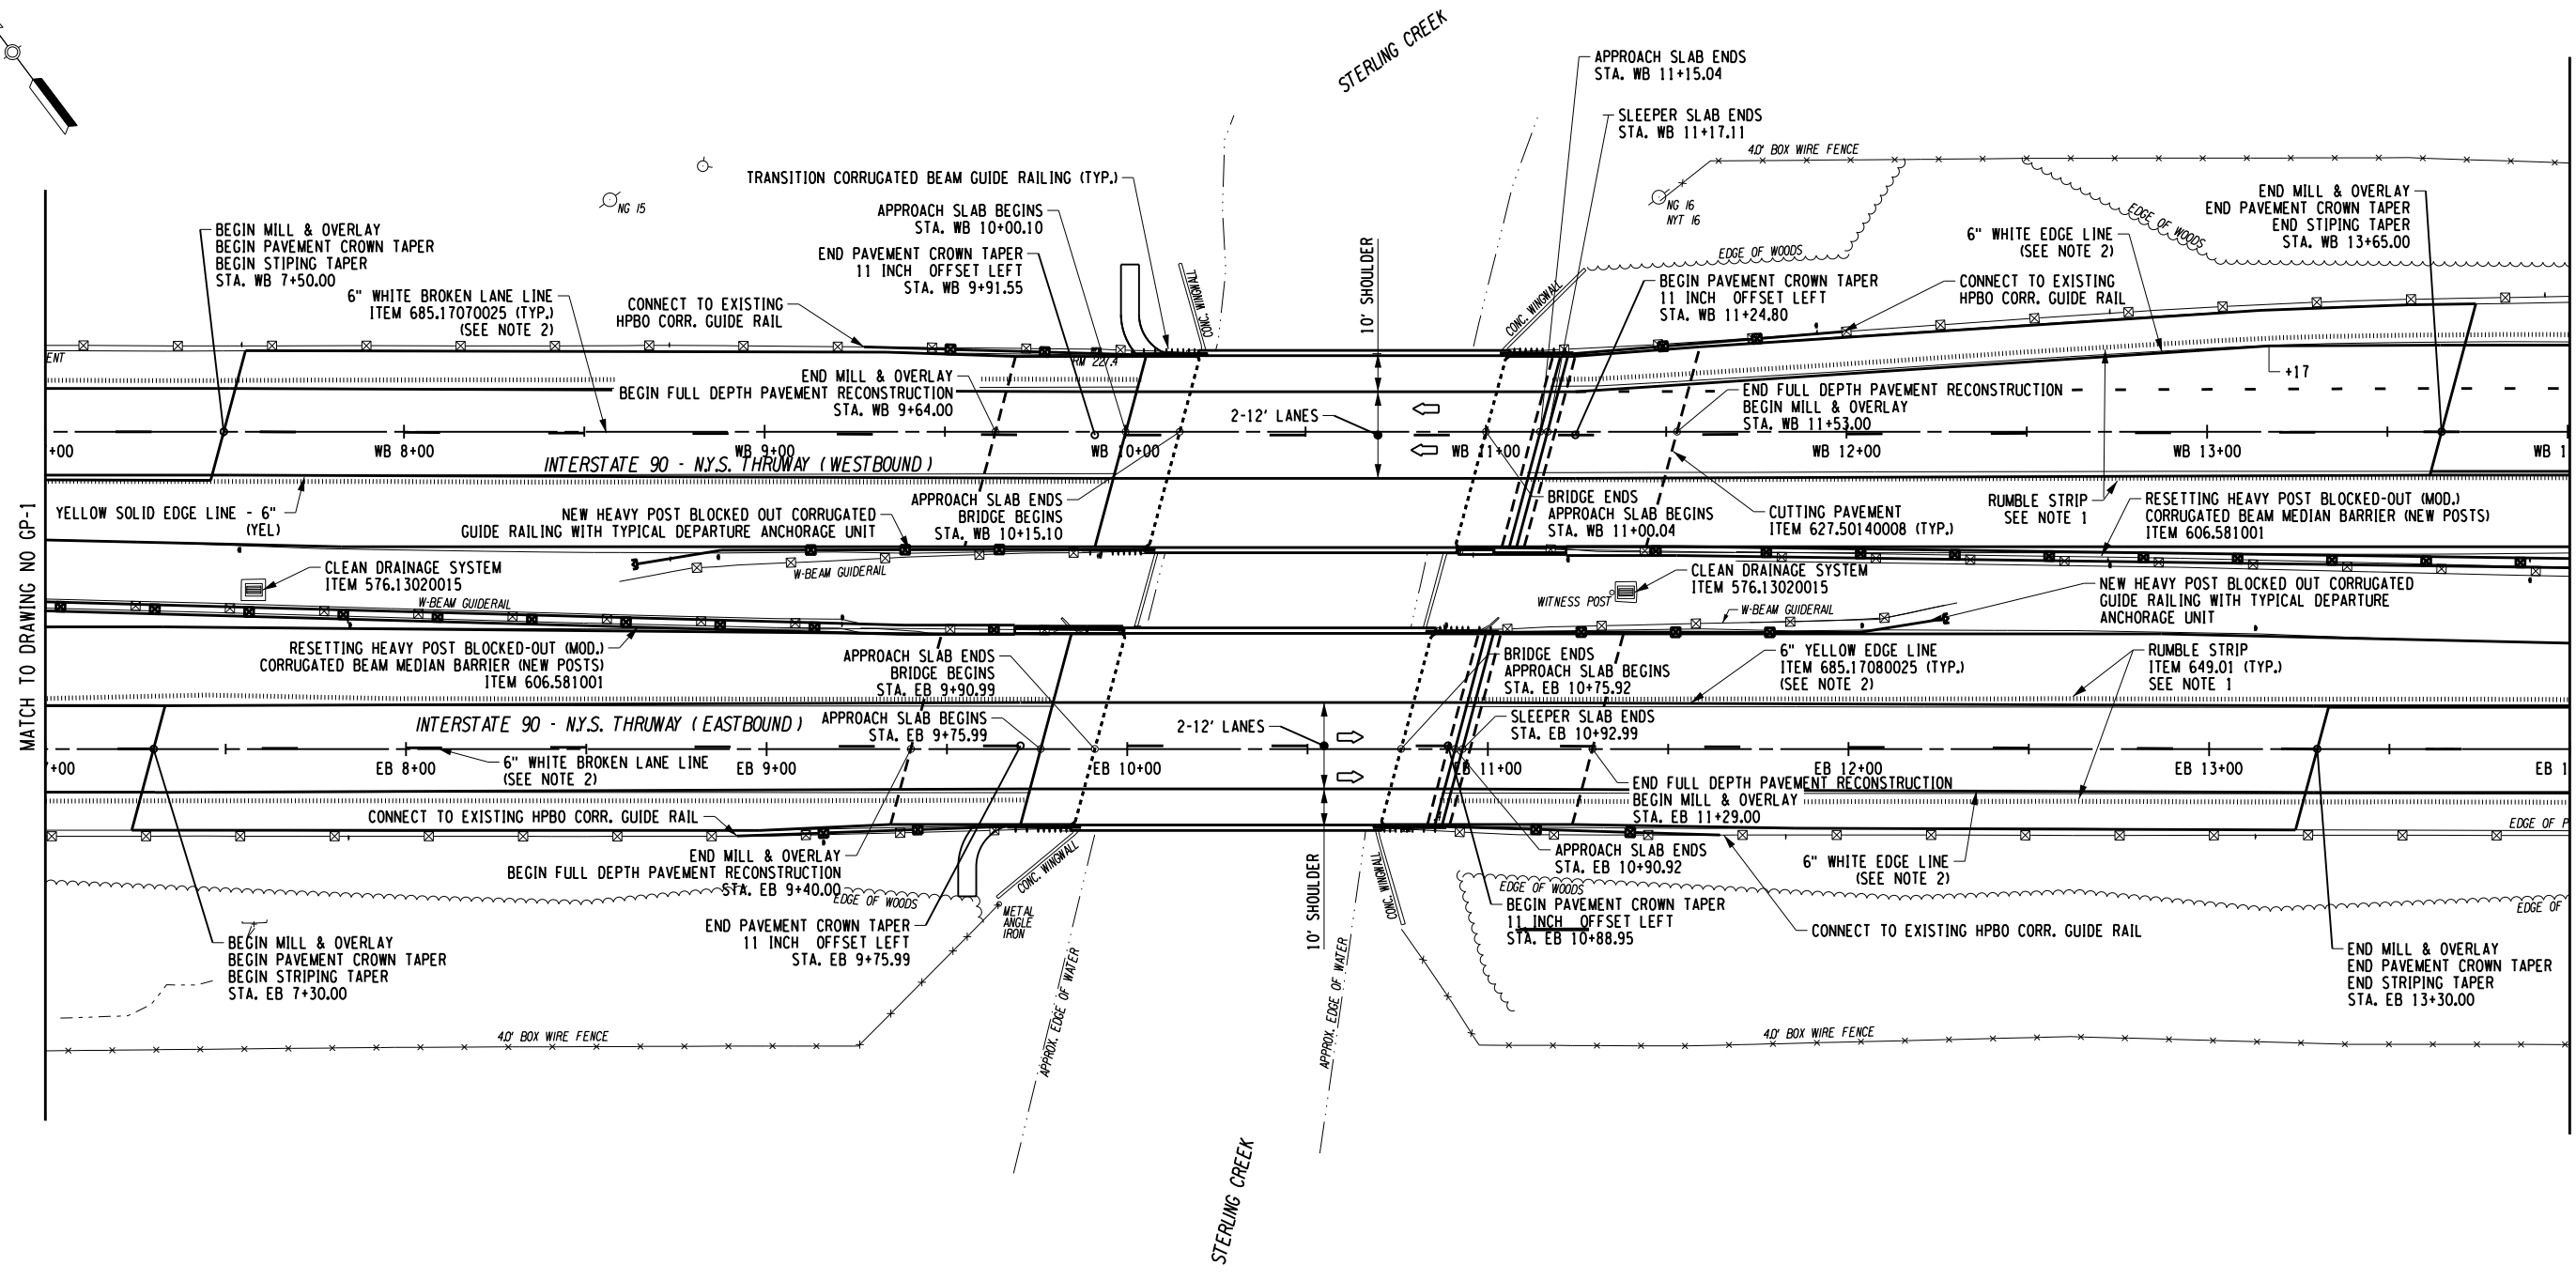 STERLING CREEK
APPROACH SLAB ENDS
STA. WB 11+15.04
SLEEPER SLAB ENDS
STA. WB 11+17.11
4.0' BOX WIRE FENCE
TRANSITION CORRUGATED BEAM GUIDE RAILING (TYP.)
NG 15
NG 16
NYT 16
EDGE OF WOODS
EDGE OF WOODS
END MILL & OVERLAY
END PAVEMENT CROWN TAPER
END STIPING TAPER
STA. WB 13+65.00
BEGIN MILL & OVERLAY
BEGIN PAVEMENT CROWN TAPER
BEGIN STIPING TAPER
STA. WB 7+50.00
APPROACH SLAB BEGINS
STA. WB 10+00.10
END PAVEMENT CROWN TAPER
11 INCH OFFSET LEFT
STA. WB 9+91.55
6" WHITE BROKEN LANE LINE
ITEM 685.17070025 (TYP.)
(SEE NOTE 2)
CONNECT TO EXISTING
HPBO CORR. GUIDE RAIL
CONC. WINGWALL
10' SHOULDER
CONC. WINGWALL
BEGIN PAVEMENT CROWN TAPER
11 INCH OFFSET LEFT
STA. WB 11+24.80
6" WHITE EDGE LINE
(SEE NOTE 2)
CONNECT TO EXISTING
HPBO CORR. GUIDE RAIL
ENT
RM 227.4
+17
END MILL & OVERLAY
BEGIN FULL DEPTH PAVEMENT RECONSTRUCTION
STA. WB 9+64.00
2-12' LANES
END FULL DEPTH PAVEMENT RECONSTRUCTION
BEGIN MILL & OVERLAY
STA. WB 11+53.00
+00
WB 8+00
WB 9+00
WB 10+00
WB 11+00
WB 12+00
WB 13+00
WB 1
INTERSTATE 90 - N.Y.S. THRUWAY (WESTBOUND)
YELLOW SOLID EDGE LINE - 6"
(YEL)
NEW HEAVY POST BLOCKED OUT CORRUGATED
GUIDE RAILING WITH TYPICAL DEPARTURE ANCHORAGE UNIT
APPROACH SLAB ENDS
BRIDGE BEGINS
STA. WB 10+15.10
BRIDGE ENDS
APPROACH SLAB BEGINS
STA. WB 11+00.04
CUTTING PAVEMENT
ITEM 627.50140008 (TYP.)
RUMBLE STRIP
SEE NOTE 1
RESETTING HEAVY POST BLOCKED-OUT (MOD.)
CORRUGATED BEAM MEDIAN BARRIER (NEW POSTS)
ITEM 606.581001
MATCH TO DRAWING NO GP-1
CLEAN DRAINAGE SYSTEM
ITEM 576.13020015
W-BEAM GUIDERAIL
W-BEAM GUIDERAIL
WITNESS POST
CLEAN DRAINAGE SYSTEM
ITEM 576.13020015
W-BEAM GUIDERAIL
NEW HEAVY POST BLOCKED OUT CORRUGATED
GUIDE RAILING WITH TYPICAL DEPARTURE
ANCHORAGE UNIT
RESETTING HEAVY POST BLOCKED-OUT (MOD.)
CORRUGATED BEAM MEDIAN BARRIER (NEW POSTS)
ITEM 606.581001
APPROACH SLAB ENDS
BRIDGE BEGINS
STA. EB 9+90.99
BRIDGE ENDS
APPROACH SLAB BEGINS
STA. EB 10+75.92
6" YELLOW EDGE LINE
ITEM 685.17080025 (TYP.)
(SEE NOTE 2)
RUMBLE STRIP
ITEM 649.01 (TYP.)
SEE NOTE 1
INTERSTATE 90 - N.Y.S. THRUWAY (EASTBOUND)
APPROACH SLAB BEGINS
STA. EB 9+75.99
2-12' LANES
SLEEPER SLAB ENDS
STA. EB 10+92.99
+00
EB 8+00
EB 9+00
EB 10+00
EB 11+00
EB 12+00
EB 13+00
EB 1
6" WHITE BROKEN LANE LINE
(SEE NOTE 2)
END FULL DEPTH PAVEMENT RECONSTRUCTION
BEGIN MILL & OVERLAY
STA. EB 11+29.00
CONNECT TO EXISTING HPBO CORR. GUIDE RAIL
EDGE OF P
END MILL & OVERLAY
BEGIN FULL DEPTH PAVEMENT RECONSTRUCTION
STA. EB 9+40.00
EDGE OF WOODS
CONC. WINGWALL
10' SHOULDER
CONC. WINGWALL
APPROACH SLAB ENDS
STA. EB 10+90.92
6" WHITE EDGE LINE
(SEE NOTE 2)
EDGE OF WOODS
EDGE OF
METAL
ANGLE
IRON
BEGIN PAVEMENT CROWN TAPER
11 INCH OFFSET LEFT
STA. EB 10+88.95
END PAVEMENT CROWN TAPER
11 INCH OFFSET LEFT
STA. EB 9+75.99
CONNECT TO EXISTING HPBO CORR. GUIDE RAIL
BEGIN MILL & OVERLAY
BEGIN PAVEMENT CROWN TAPER
BEGIN STRIPING TAPER
STA. EB 7+30.00
END MILL & OVERLAY
END PAVEMENT CROWN TAPER
END STRIPING TAPER
STA. EB 13+30.00
APPROX. EDGE OF WATER
APPROX. EDGE OF WATER
4.0' BOX WIRE FENCE
4.0' BOX WIRE FENCE
STERLING CREEK